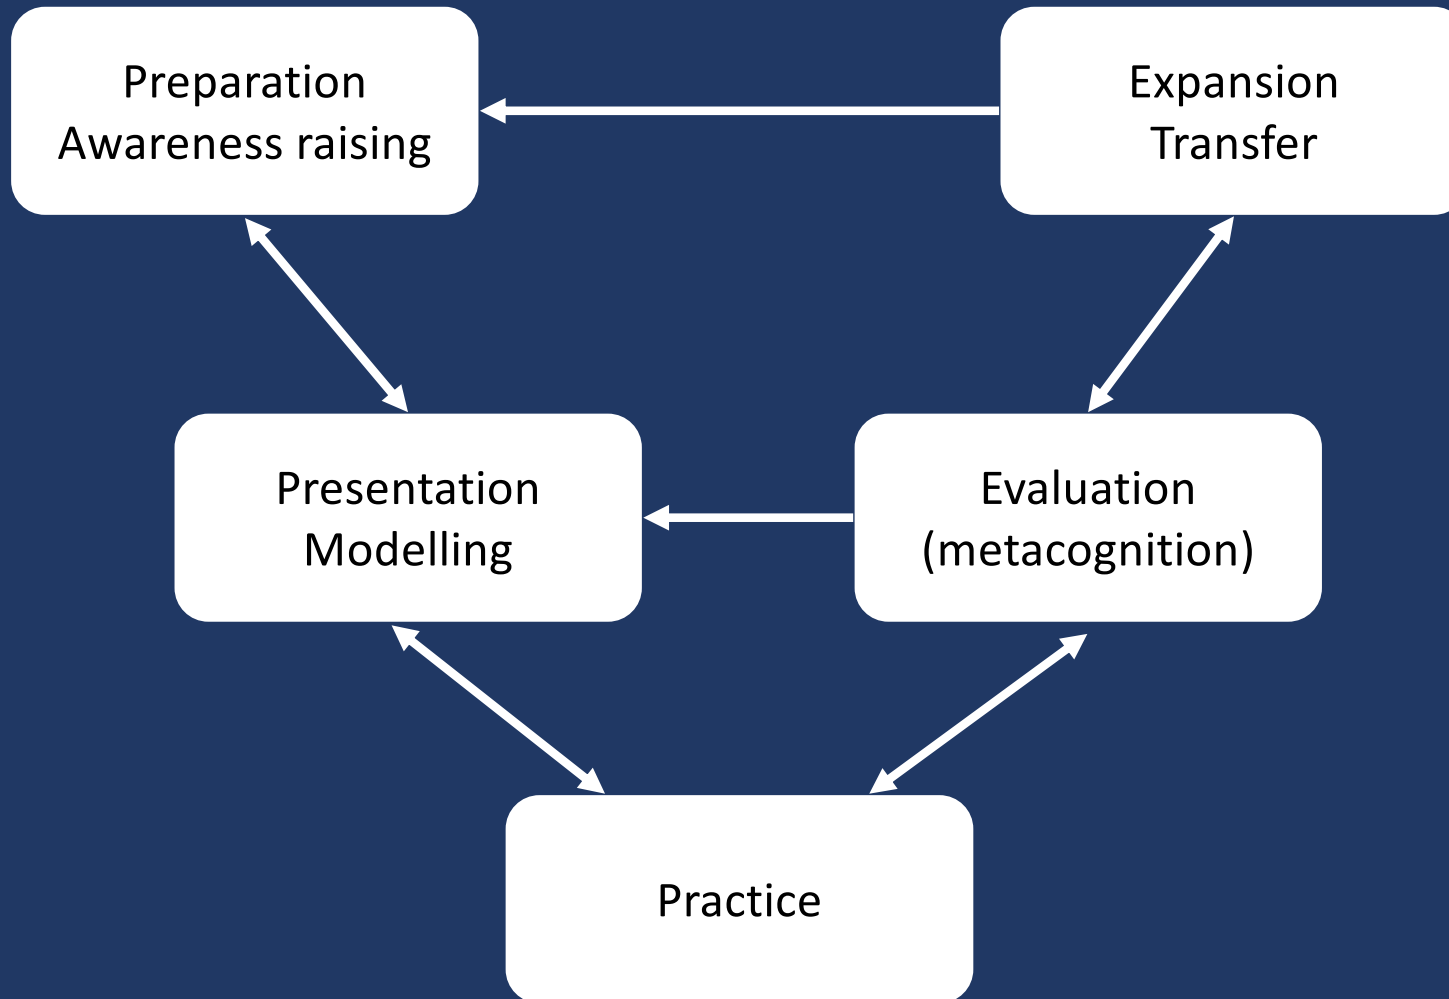 Preparation
Awareness raising
Expansion
Transfer
Presentation
Modelling
Evaluation
(metacognition)
Practice